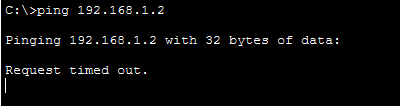 C:\>ping 192.168.1.2
Pinging 192.168.1.2 with 32 bytes of data:
Request timed out.